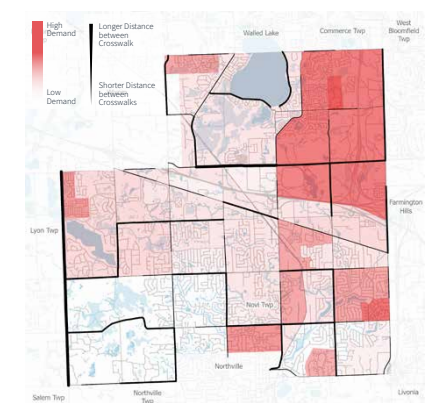 High
Demand
Low
Demand
Longer Distance
between
Crosswalk
Shorter Distance
between
Crosswalks
Walled Lake
Commerce Twp
West
Bloomfield
Twp
Lyon Twp
Farmington
Hills
Novi Twp
Northville
Salem Twp
Northville
Twp
Livonia